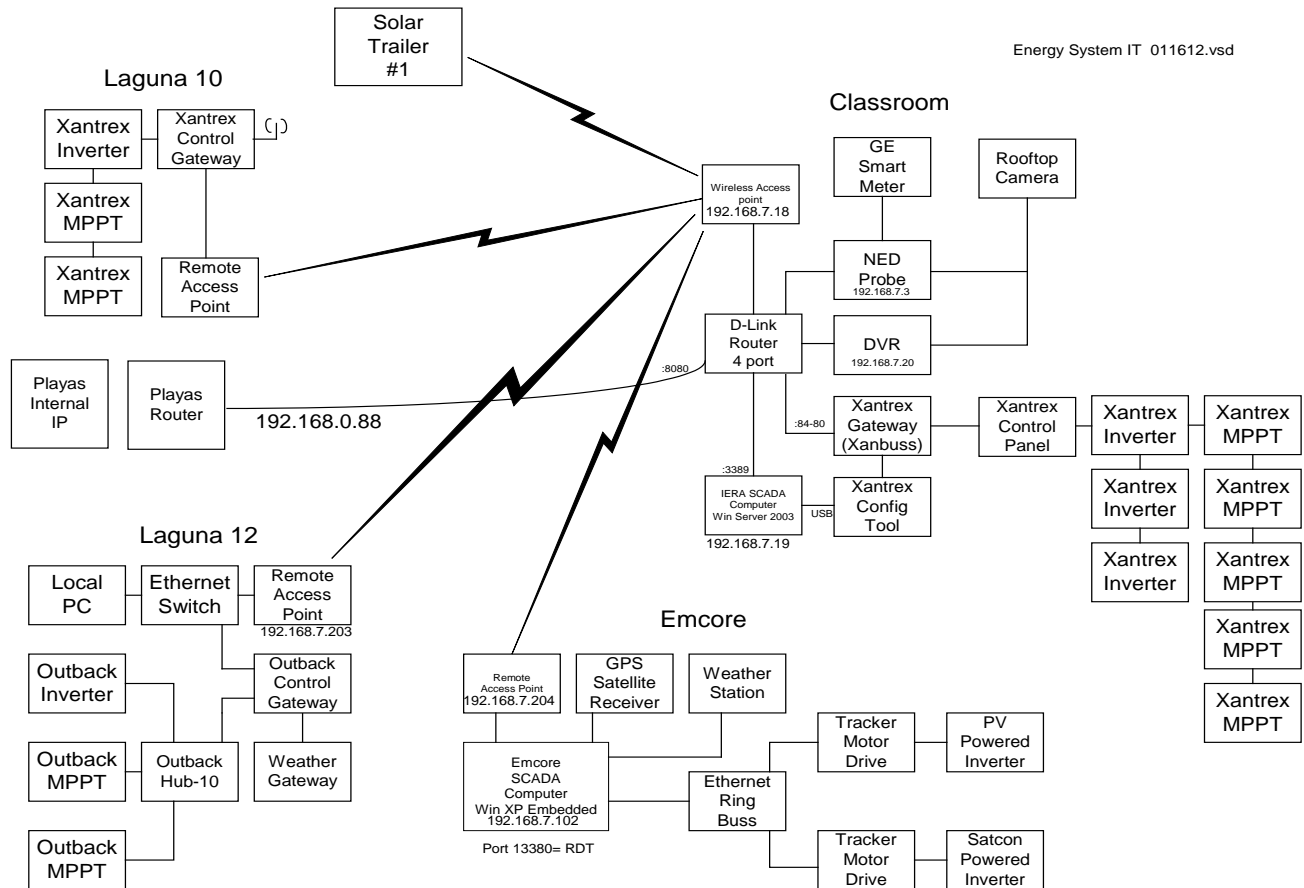 Solar
Trailer
#1
Energy System IT 011612.vsd
Laguna 10
Xantrex
Inverter
Xantrex
Control
Gateway
( )
Xantrex
MPPT
Xantrex
MPPT
Remote
Access
Point
Wireless Access
point
192.168.7.18
Classroom
GE
Smart
Meter
Rooftop
Camera
NED
Probe
192.168.7.3
D-Link
Router
4 port
DVR
192.168.7.20
:8080
Playas
Internal
IP
Playas
Router
192.168.0.88
:84-80
Xantrex
Gateway
(Xanbuss)
Xantrex
Control
Panel
Xantrex
Inverter
Xantrex
MPPT
:3389
IERA SCADA
Computer
Win Server 2003
192.168.7.19
USB
Xantrex
Config
Tool
Xantrex
Inverter
Xantrex
MPPT
Xantrex
Inverter
Xantrex
MPPT
Xantrex
MPPT
Xantrex
MPPT
Laguna 12
Local
PC
Ethernet
Switch
Remote
Access
Point
192.168.7.203
Outback
Inverter
Outback
Control
Gateway
Outback
MPPT
Outback
Hub-10
Weather
Gateway
Outback
MPPT
Emcore
Remote
Access Point
192.168.7.204
GPS
Satellite
Receiver
Weather
Station
Emcore
SCADA
Computer
Win XP Embedded
192.168.7.102
Port 13380= RDT
Ethernet
Ring
Buss
Tracker
Motor
Drive
PV
Powered
Inverter
Tracker
Motor
Drive
Satcon
Powered
Inverter